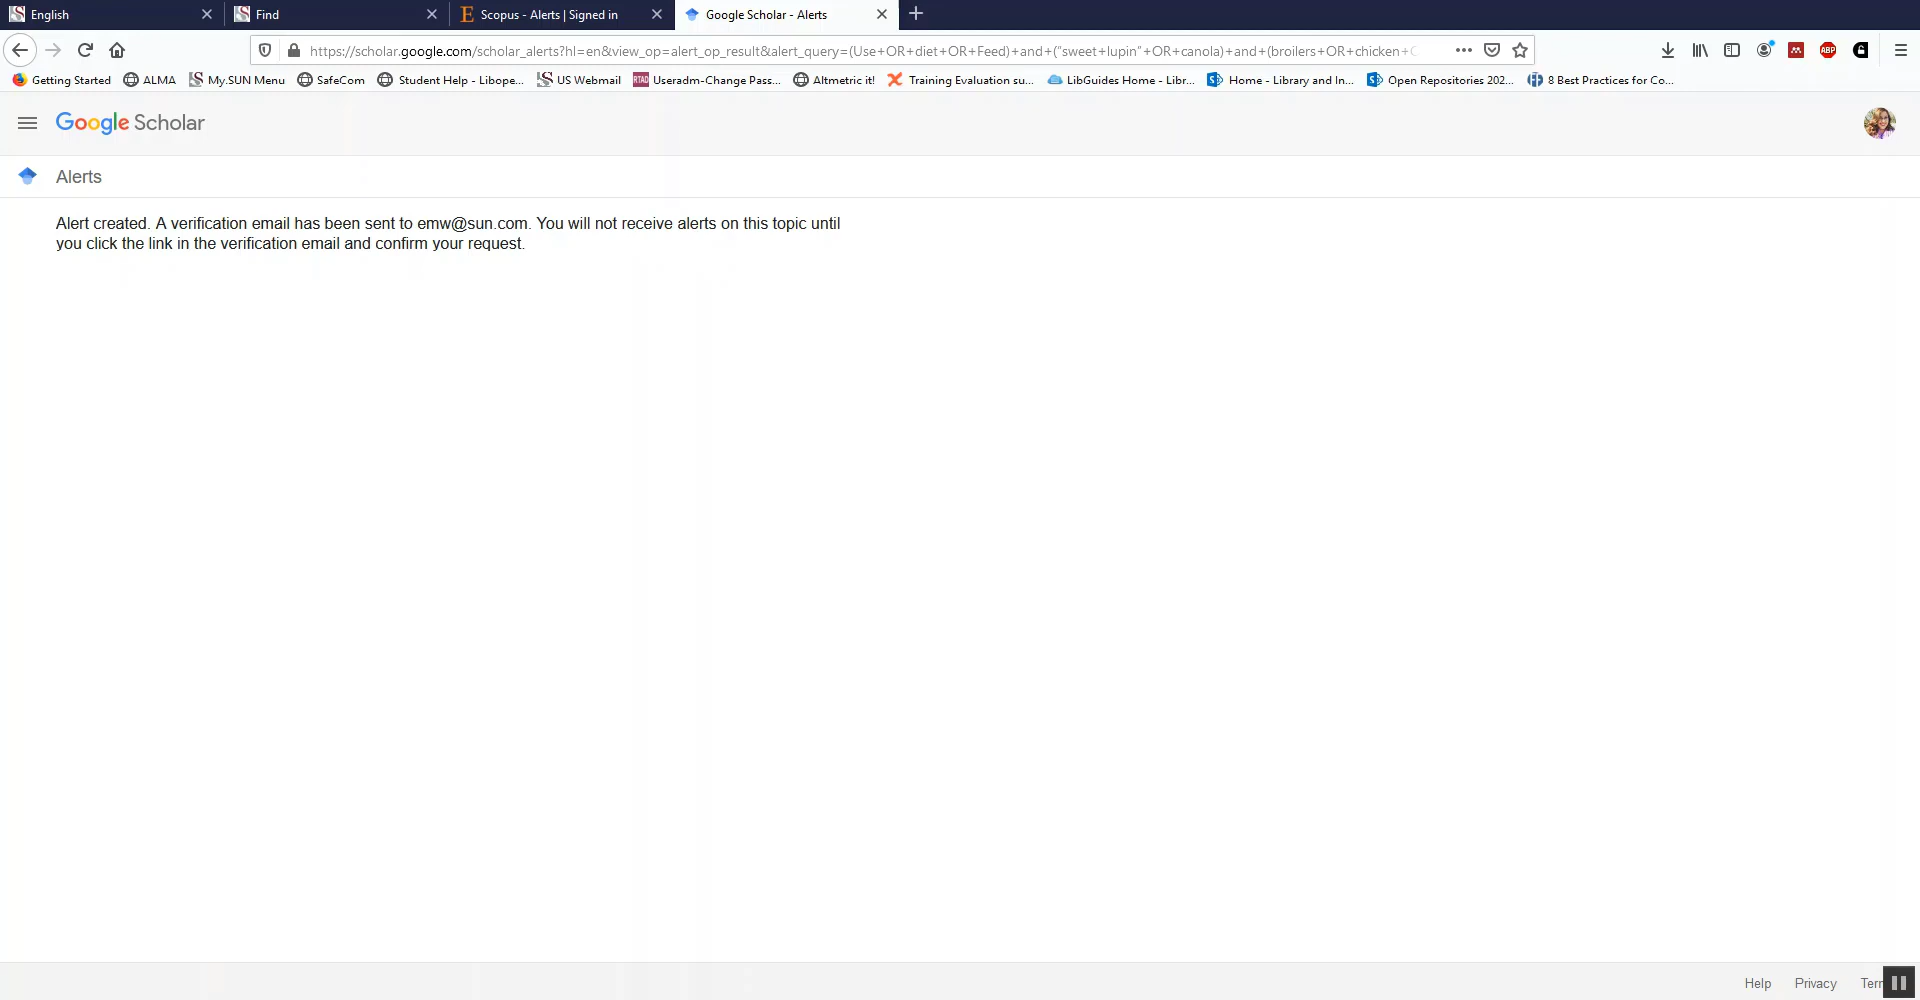 English
Find
Scopus - Alerts | Signed in
Google Scholar - Alerts
https://scholar.google.com/scholar_alerts?hl=en&view_op=alert_op_result&alert_query=(Use+OR+diet+OR+Feed)+and+("sweet+lupin"+OR+canola)+and+(broilers+OR+chicken+
Getting Started
ALMA
My.SUN Menu
SafeCom
Student Help - Libope...
US Webmail
RTAD
Useradm-Change Pass...
Altmetric it!
Training Evaluation su...
LibGuides Home - Libr...
Home - Library and In...
Open Repositories 202...
8 Best Practices for Co...
ABP
Google Scholar
Alerts
Alert created. A verification email has been sent to emw@sun.com. You will not receive alerts on this topic until
you click the link in the verification email and confirm your request.
Help
Privacy
Ter